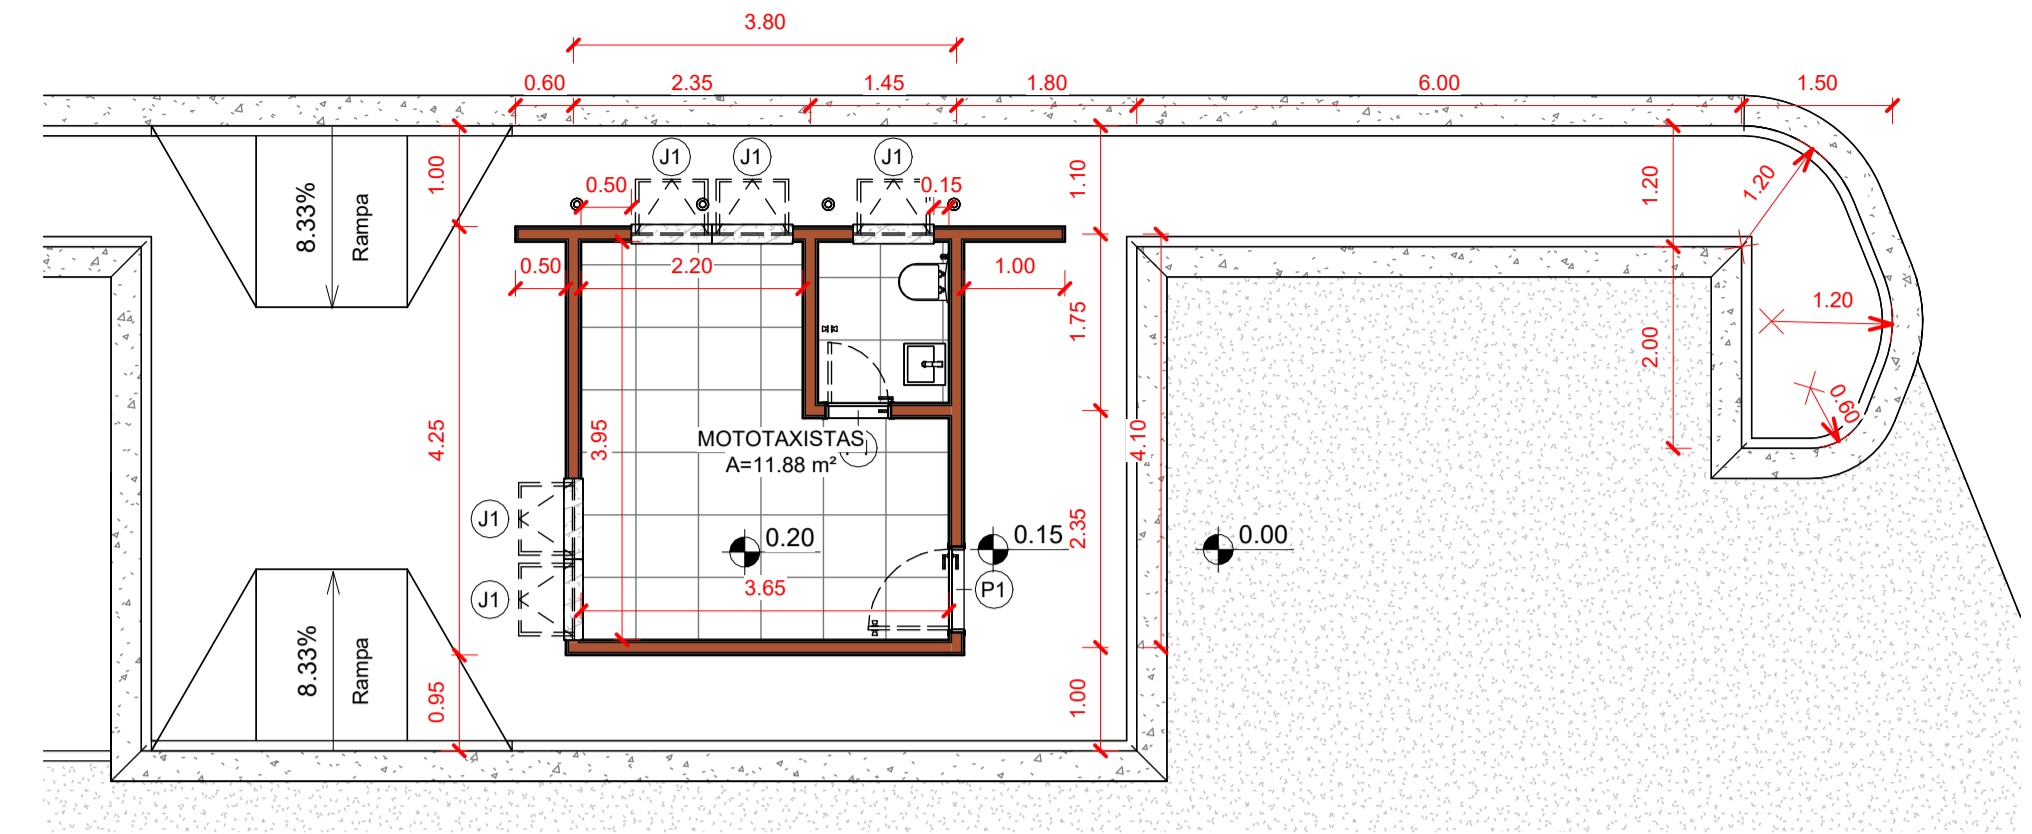 3.80
0.60 2.35 1.45 1.80 6.00 1.50
J1 J1 J1
1.00 8.33% Rampa 0.50 0.15 1.10 1.20 1.20
0.50 2.20 1.00
1.75 2.00 1.20
0.60
4.25 3.95 4.10
MOTOTAXISTAS
A=11.88 m²
J1 0.20 0.15 2.35 0.00
J1 3.65 P1
8.33% Rampa
0.95 1.00